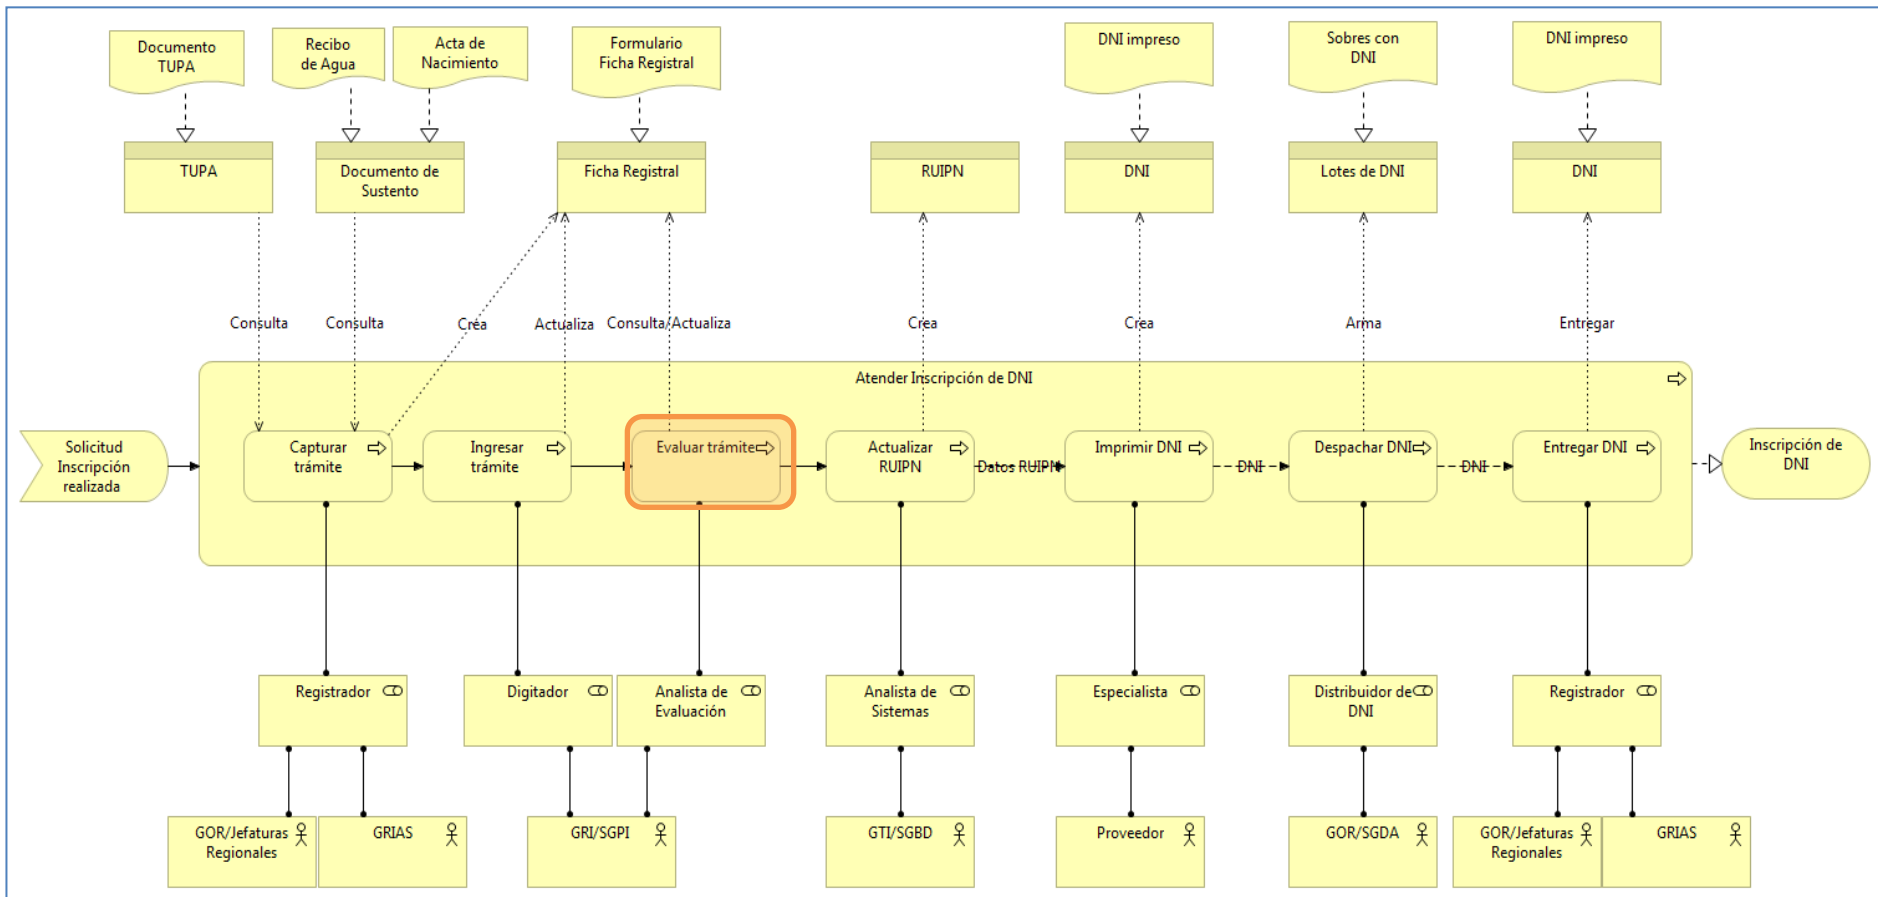 Documento
TUPA
Recibo
de Agua
Acta de
Nacimiento
Formulario
Ficha Registral
DNI impreso
Sobres con
DNI
DNI impreso
TUPA
Documento de
Sustento
Ficha Registral
RUIPN
DNI
Lotes de DNI
DNI
Consulta
Consulta
Crea
Actualiza
Consulta/Actualiza
Crea
Crea
Arma
Entregar
Atender Inscripción de DNI
Solicitud
Inscripción
realizada
Capturar
trámite
Ingresar
trámite
Evaluar trámite
Actualizar
RUIPN
Datos RUIPN
Imprimir DNI
DNI
Despachar DNI
DNI
Entregar DNI
Inscripción de
DNI
Registrador
Digitador
Analista de
Evaluación
Analista de
Sistemas
Especialista
Distribuidor de
DNI
Registrador
GOR/Jefaturas
Regionales
GRIAS
GRI/SGPI
GTI/SGBD
Proveedor
GOR/SGDA
GOR/Jefaturas
Regionales
GRIAS